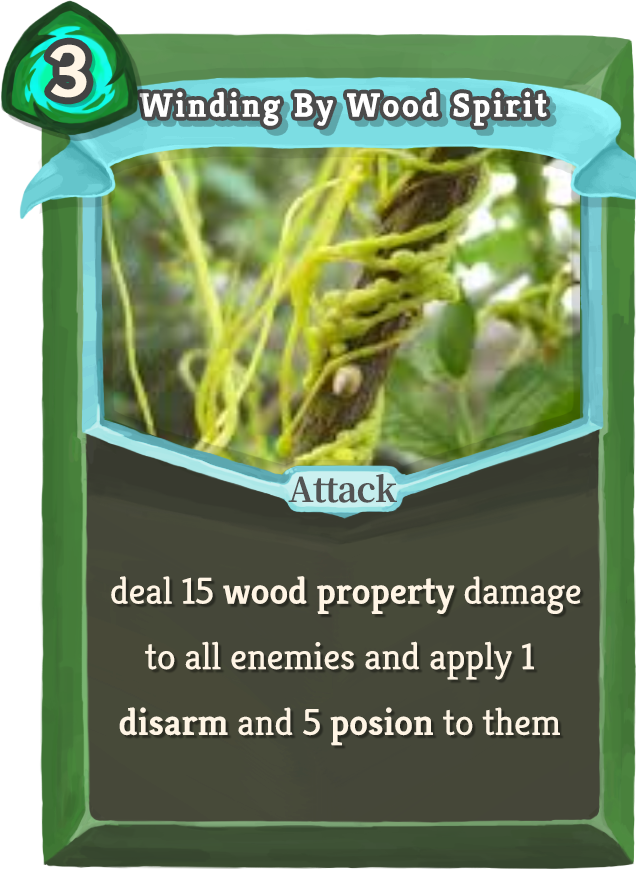 3
Winding By Wood Spirit
Attack
deal 15 wood property damage
to all enemies and apply 1
disarm and 5 posion to them